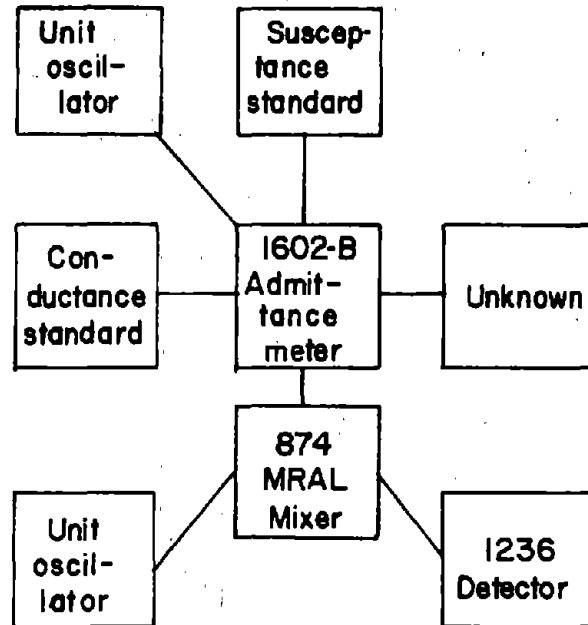 Unit
oscil-
lator
Suscep-
tance
standard
Con-
ductance
standard
1602-B
Admit-
tance
meter
Unknown
874
MRAL
Mixer
Unit
oscil-
lator
1236
Detector